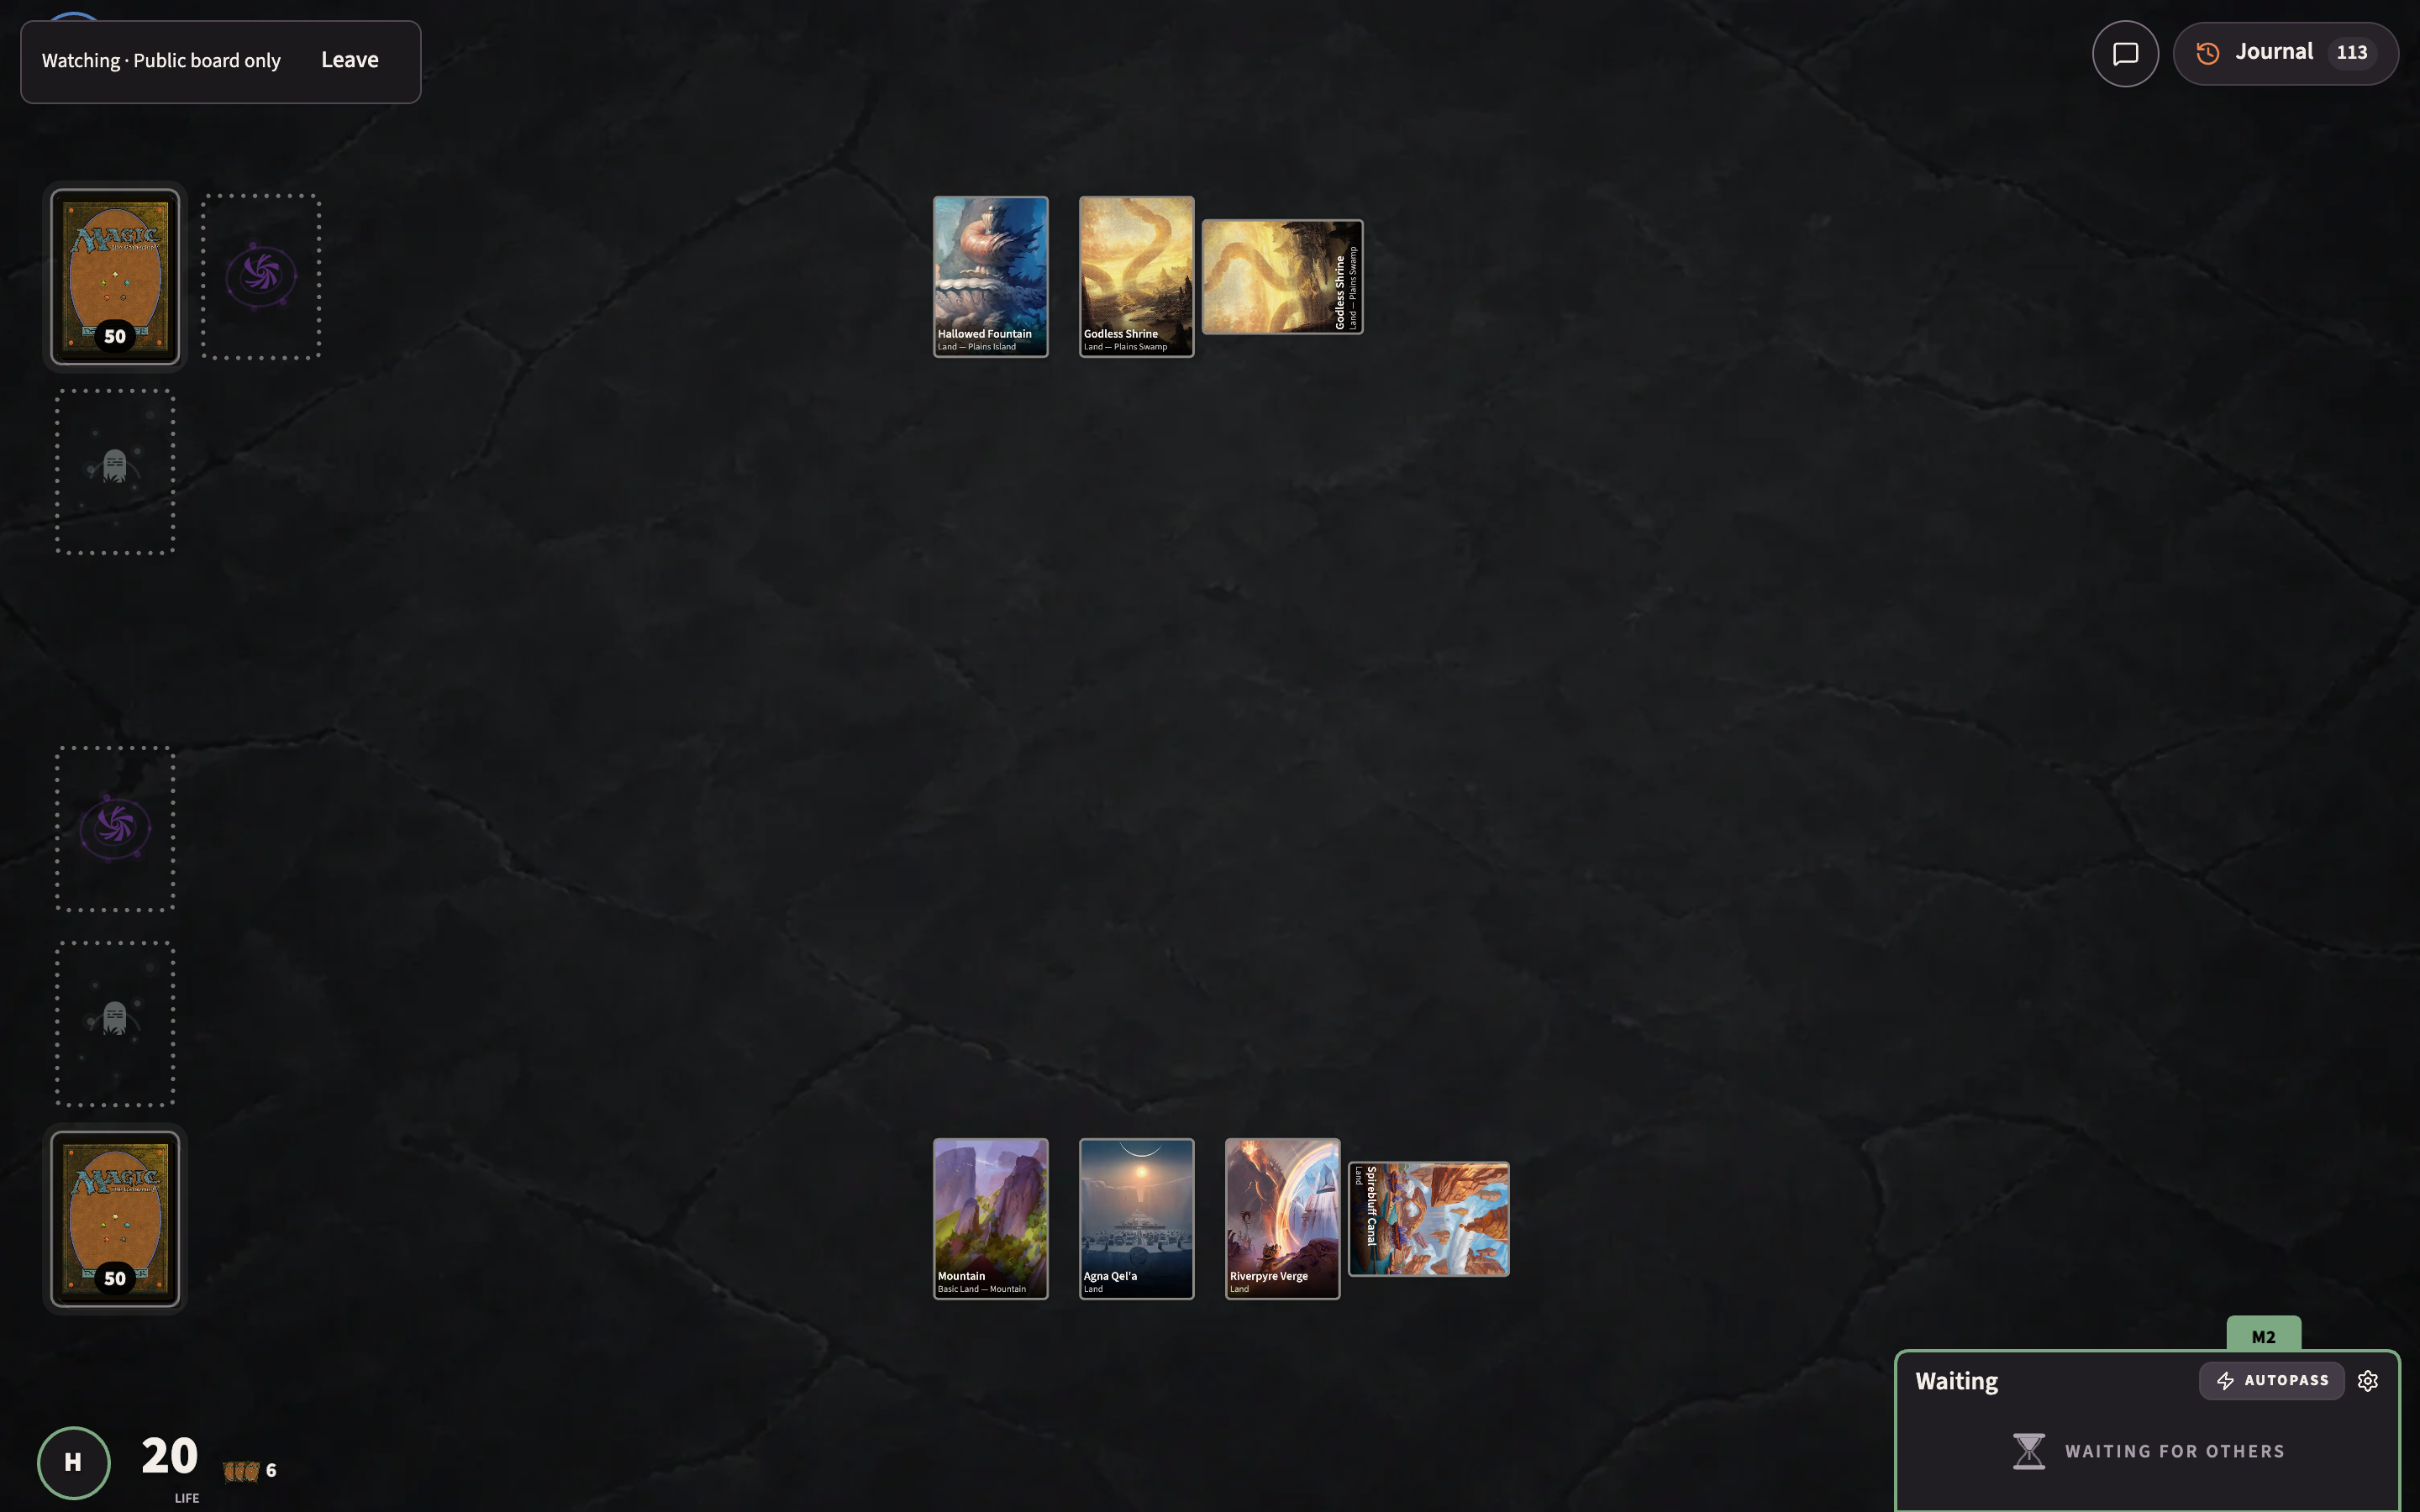 Watching · Public board only
Leave
Journal
113
MAGIC
50
Hallowed Fountain
Land — Plains Island
Godless Shrine
Land — Plains Swamp
Godless Shrine
Land — Plains Swamp
MAGIC
50
Mountain
Basic Land — Mountain
Agna Qel'a
Land
Riverpyre Verge
Land
Spirebluff Canal
Land
M2
Waiting
AUTOPASS
WAITING FOR OTHERS
H
20
LIFE
6